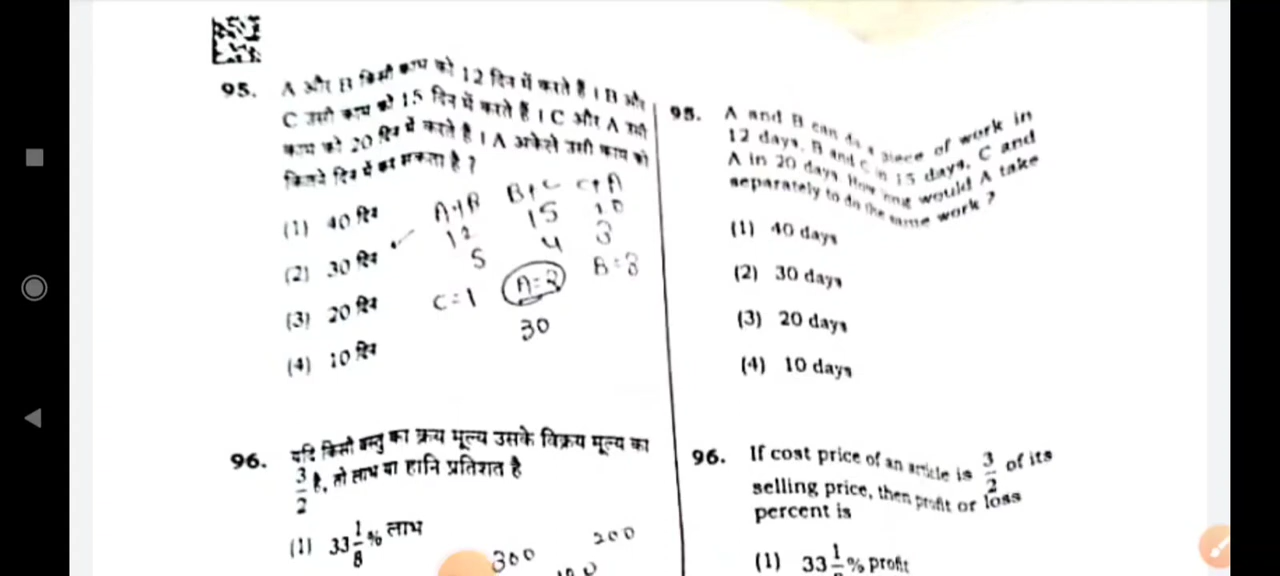 95. A और B किसी काम को 12 दिन में करते हैं । B और
C उसी काम को 15 दिन में करते हैं । C और A उसी
काम को 20 दिन में करते है । A अकेले उसी काम को
कितने दिन में कर सकता है ?
(1) 40 दिन
(2) 30 दिन
(3) 20 दिन
(4) 10 दिन
A+B B+C C+A
12 15
5 4 3
C=1 B=3
30
95. A and B can do a piece of work in
12 days, B and C in 15 days, C and
A in 20 days. How long would A take
separately to do the same work ?
(1) 40 days
(2) 30 days
(3) 20 days
(4) 10 days
96. यदि किसी वस्तु का क्रय मूल्य उसके विक्रय मूल्य का
3/2 है, तो लाभ या हानि प्रतिशत है
(1) 33 1/8 % लाभ
300 200
96. If cost price of an article is 3/2 of its
selling price, then profit or loss
percent is
(1) 33 % profit